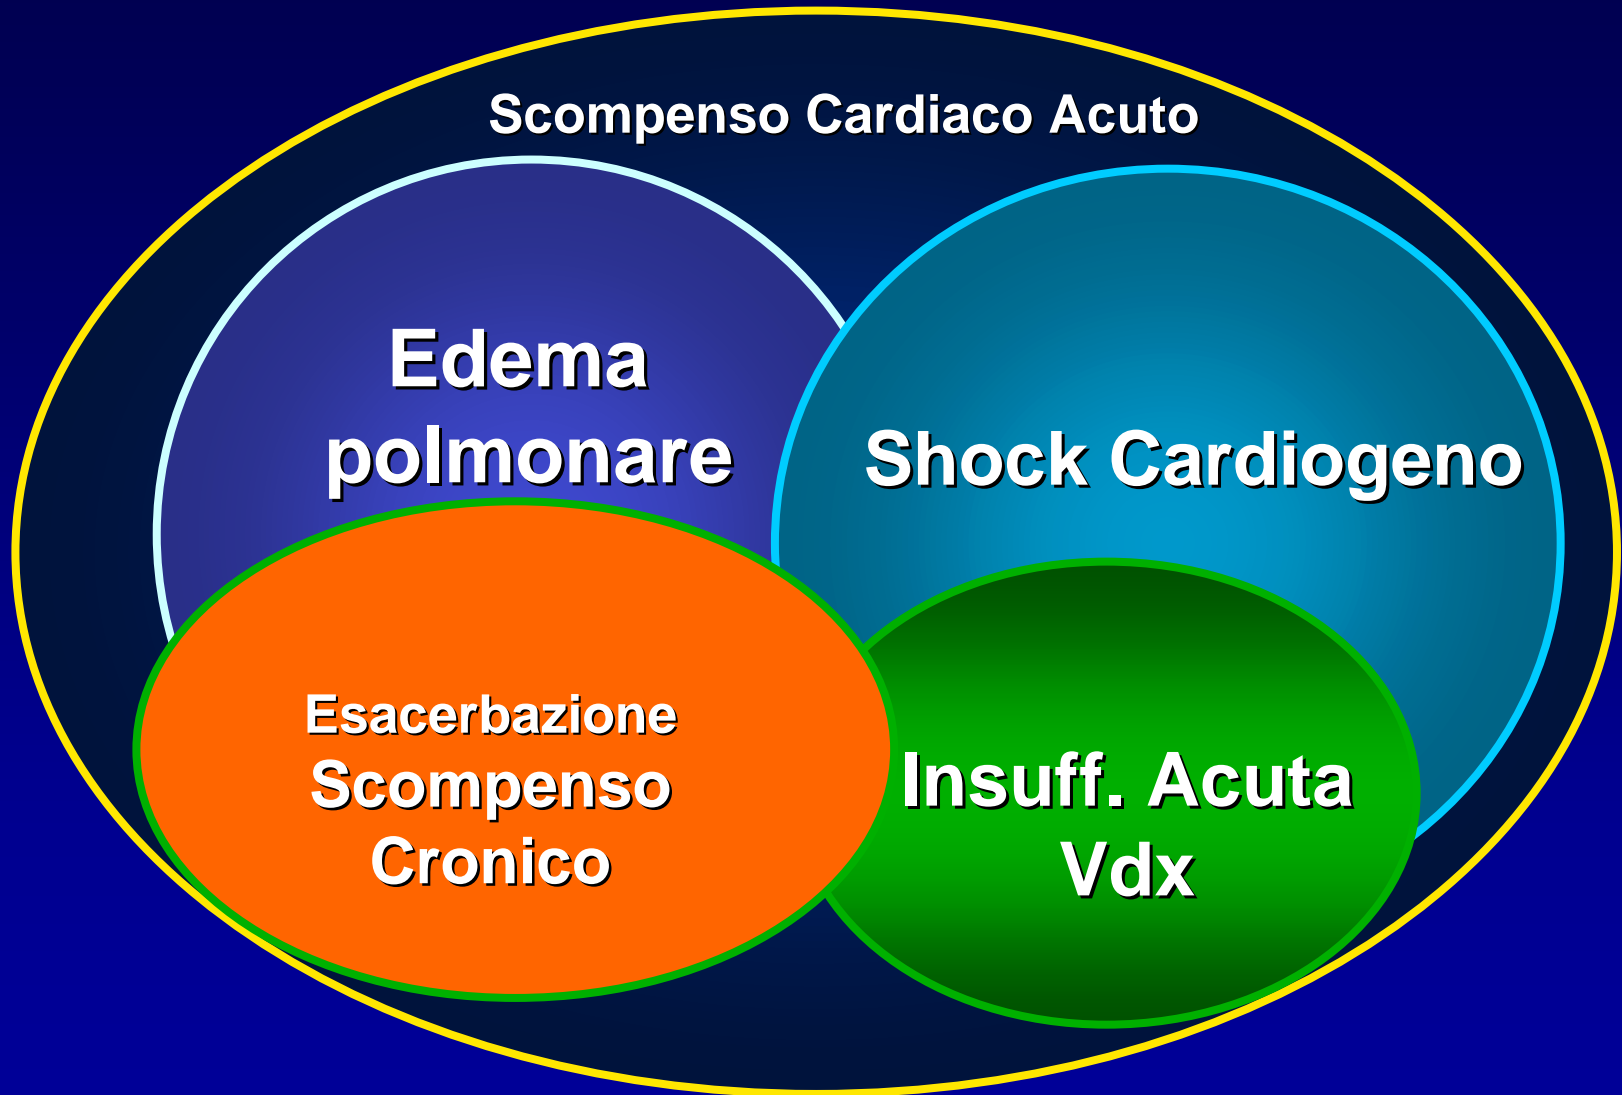 Scompenso Cardiaco Acuto
Edema
polmonare
Shock Cardiogeno
Esacerbazione
Scompenso
Cronico
Insuff. Acuta
Vdx